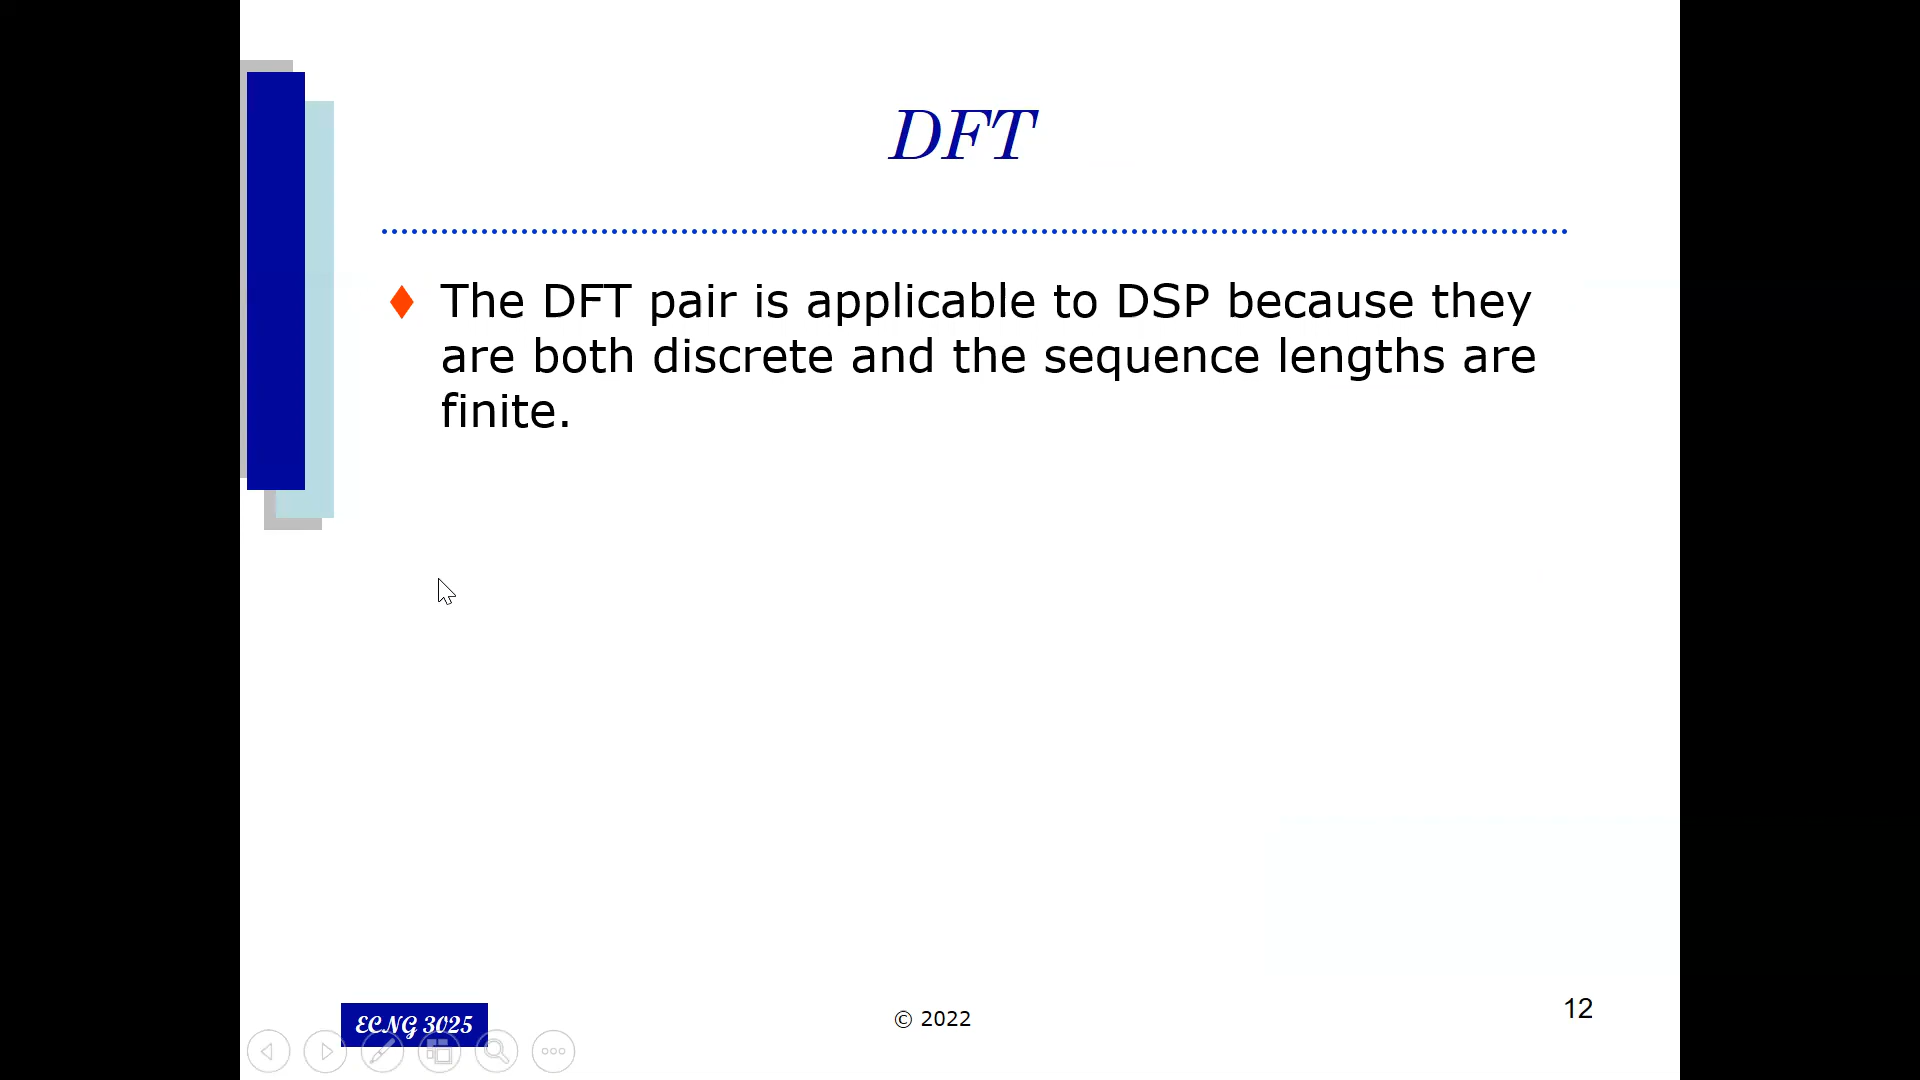 DFT
The DFT pair is applicable to DSP because they
are both discrete and the sequence lengths are
finite.
ECNG 3025
© 2022
12